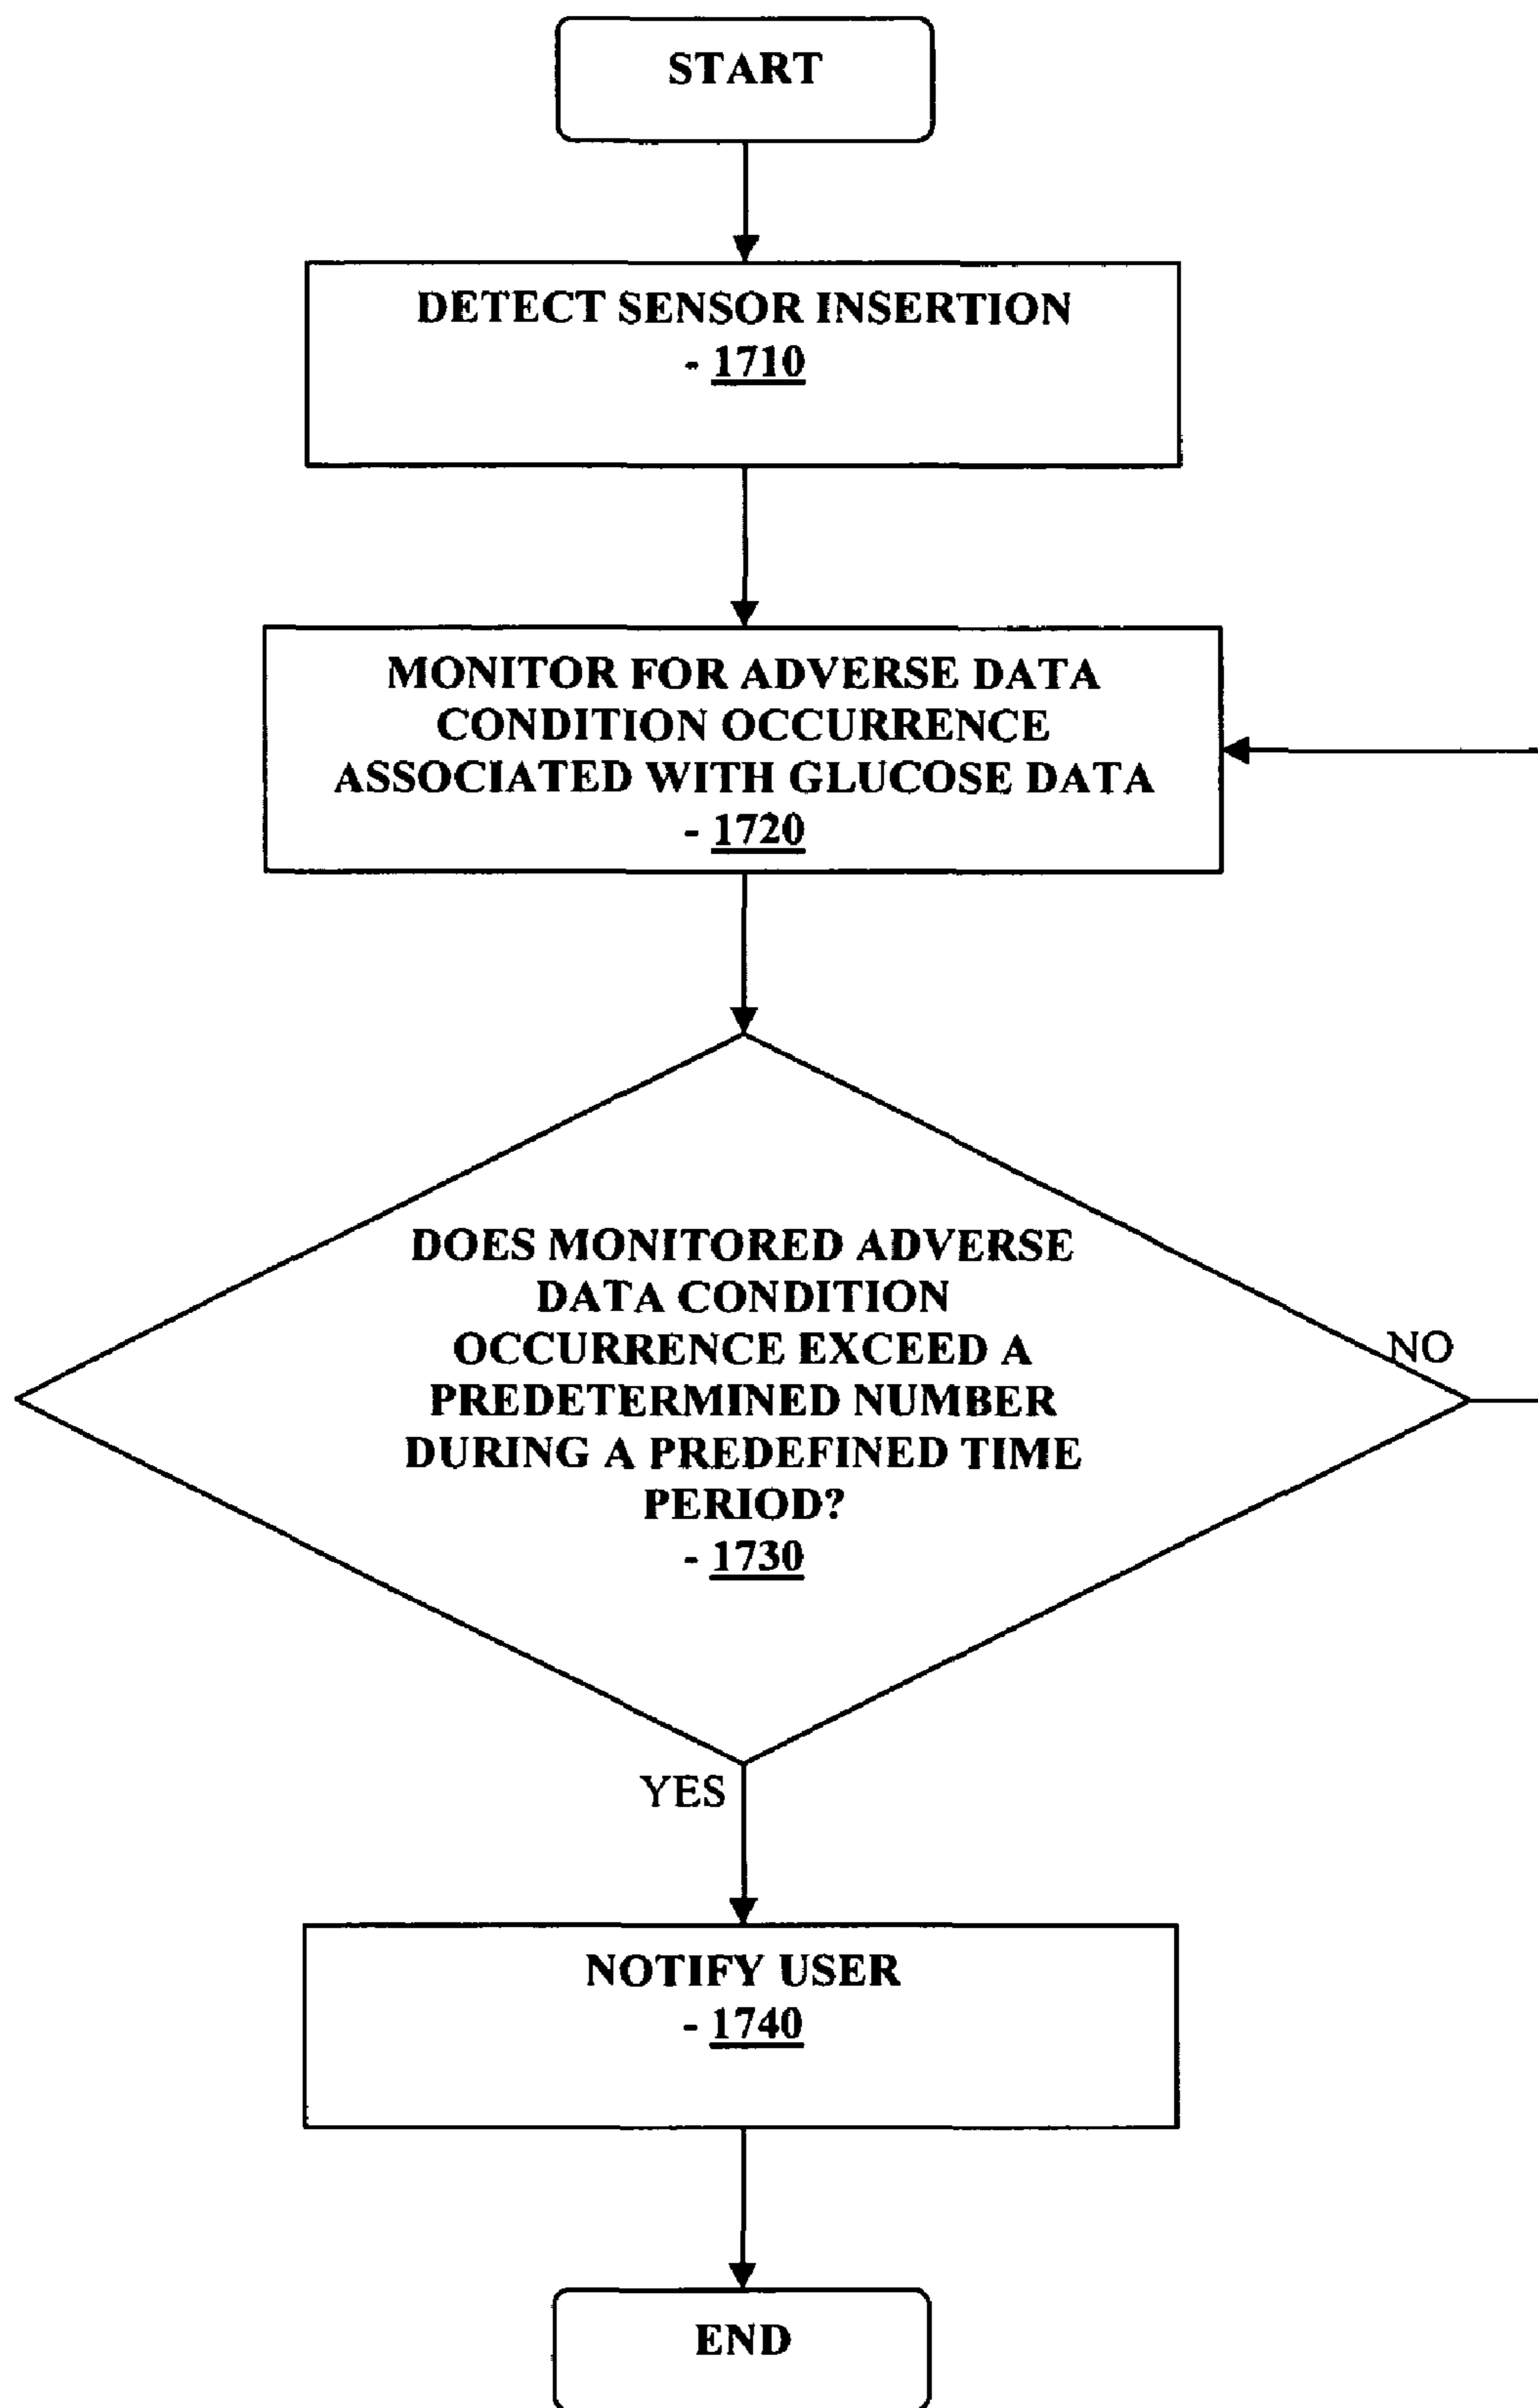 START
DETECT SENSOR INSERTION
- 1710
MONITOR FOR ADVERSE DATA
CONDITION OCCURRENCE
ASSOCIATED WITH GLUCOSE DATA
- 1720
DOES MONITORED ADVERSE
DATA CONDITION
OCCURRENCE EXCEED A
PREDETERMINED NUMBER
DURING A PREDEFINED TIME
PERIOD?
- 1730
NO
YES
NOTIFY USER
- 1740
END